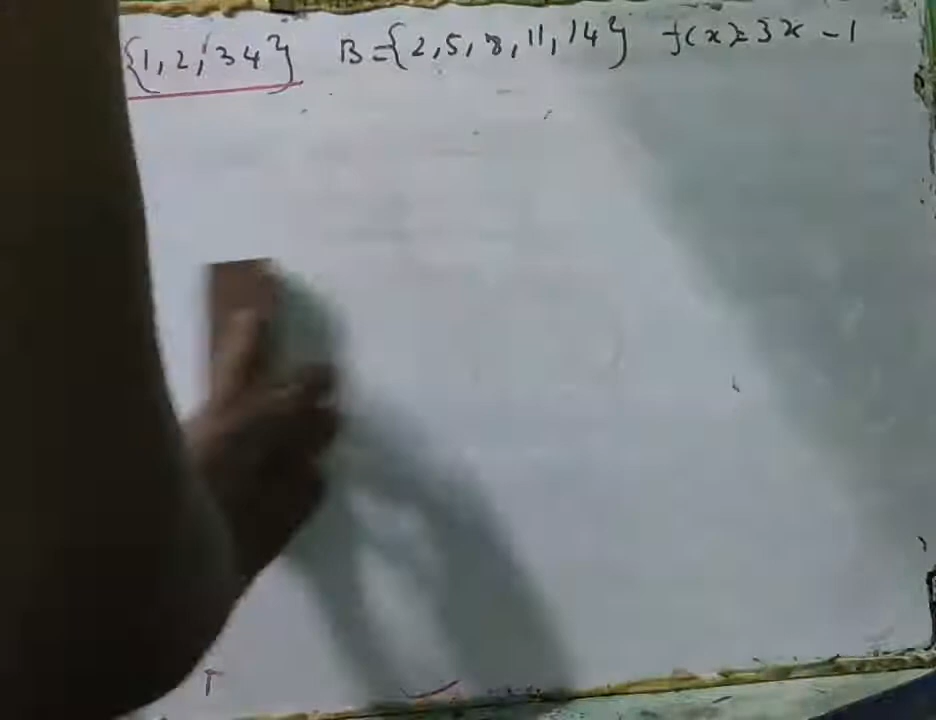 {1, 2, 3 4} B = {2, 5, 8, 11, 14} f(x) = 3x - 1